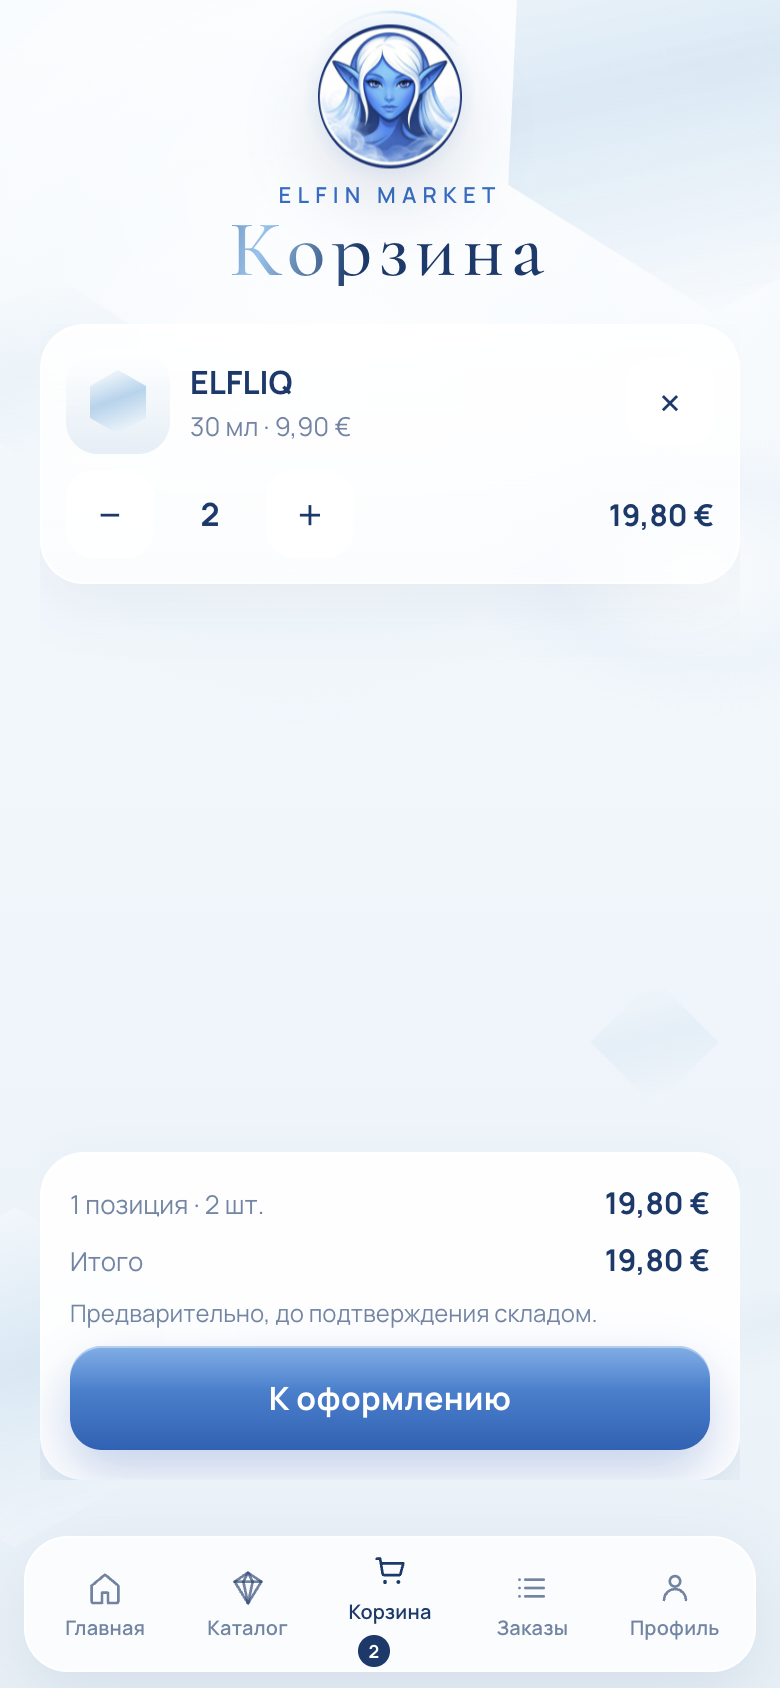 ELFIN MARKET
Корзина
ELFLIQ
30 мл · 9,90 €
×
− 2 + 19,80 €
1 позиция · 2 шт. 19,80 €
Итого 19,80 €
Предварительно, до подтверждения складом.
К оформлению
Главная Каталог Корзина Заказы Профиль
2